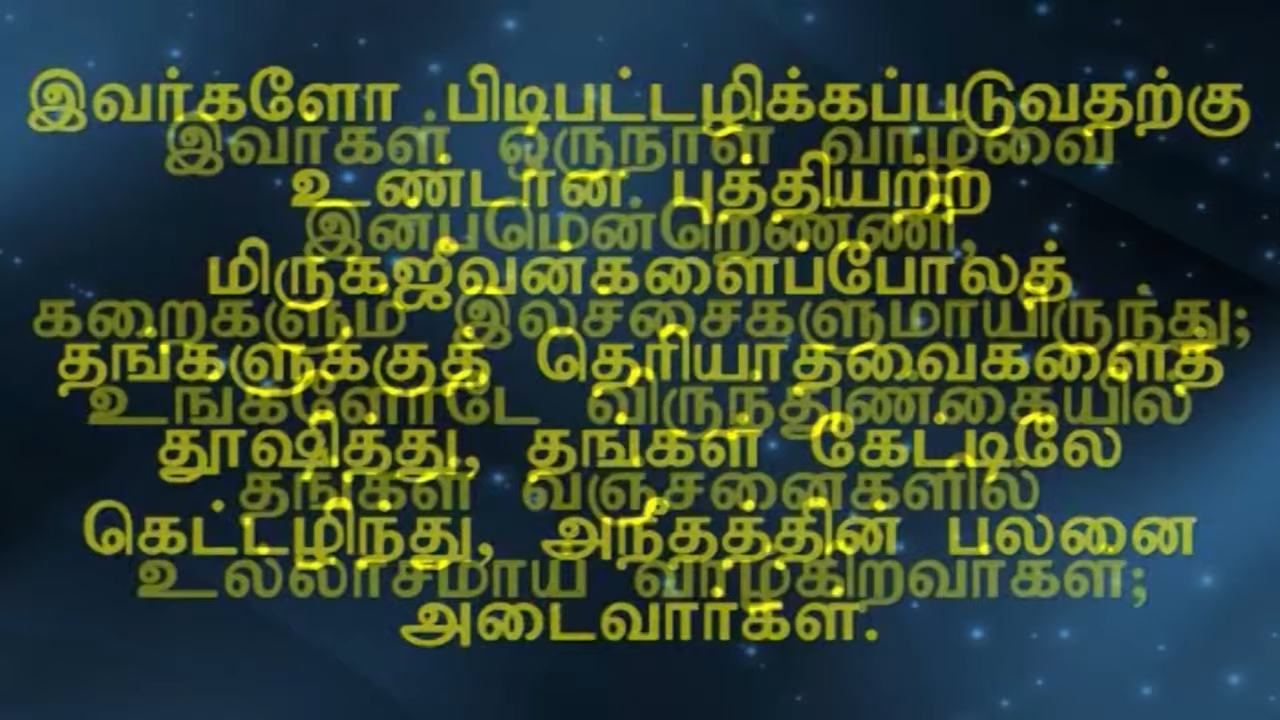 இவர்களோ பிடிபட்டழிக்கப்படுவதற்கு
உண்டான புத்தியற்ற
மிருகஜீவன்களைப்போலத்
தங்களுக்குத் தெரியாதவைகளைத்
தூஷித்து, தங்கள் கேட்டிலே
கெட்டழிந்து, அநீதத்தின் பலனை
அடைவார்கள்.
இவர்கள் ஒருநாள் வாழ்வை
இன்பமென்றெண்ணி,
கறைகளும் இலச்சைகளுமாயிருந்து;
உங்களோடே விருந்துண்கையில்
தங்கள் வஞ்சனைகளில்
உல்லாசமாய் வாழ்கிறவர்கள்;